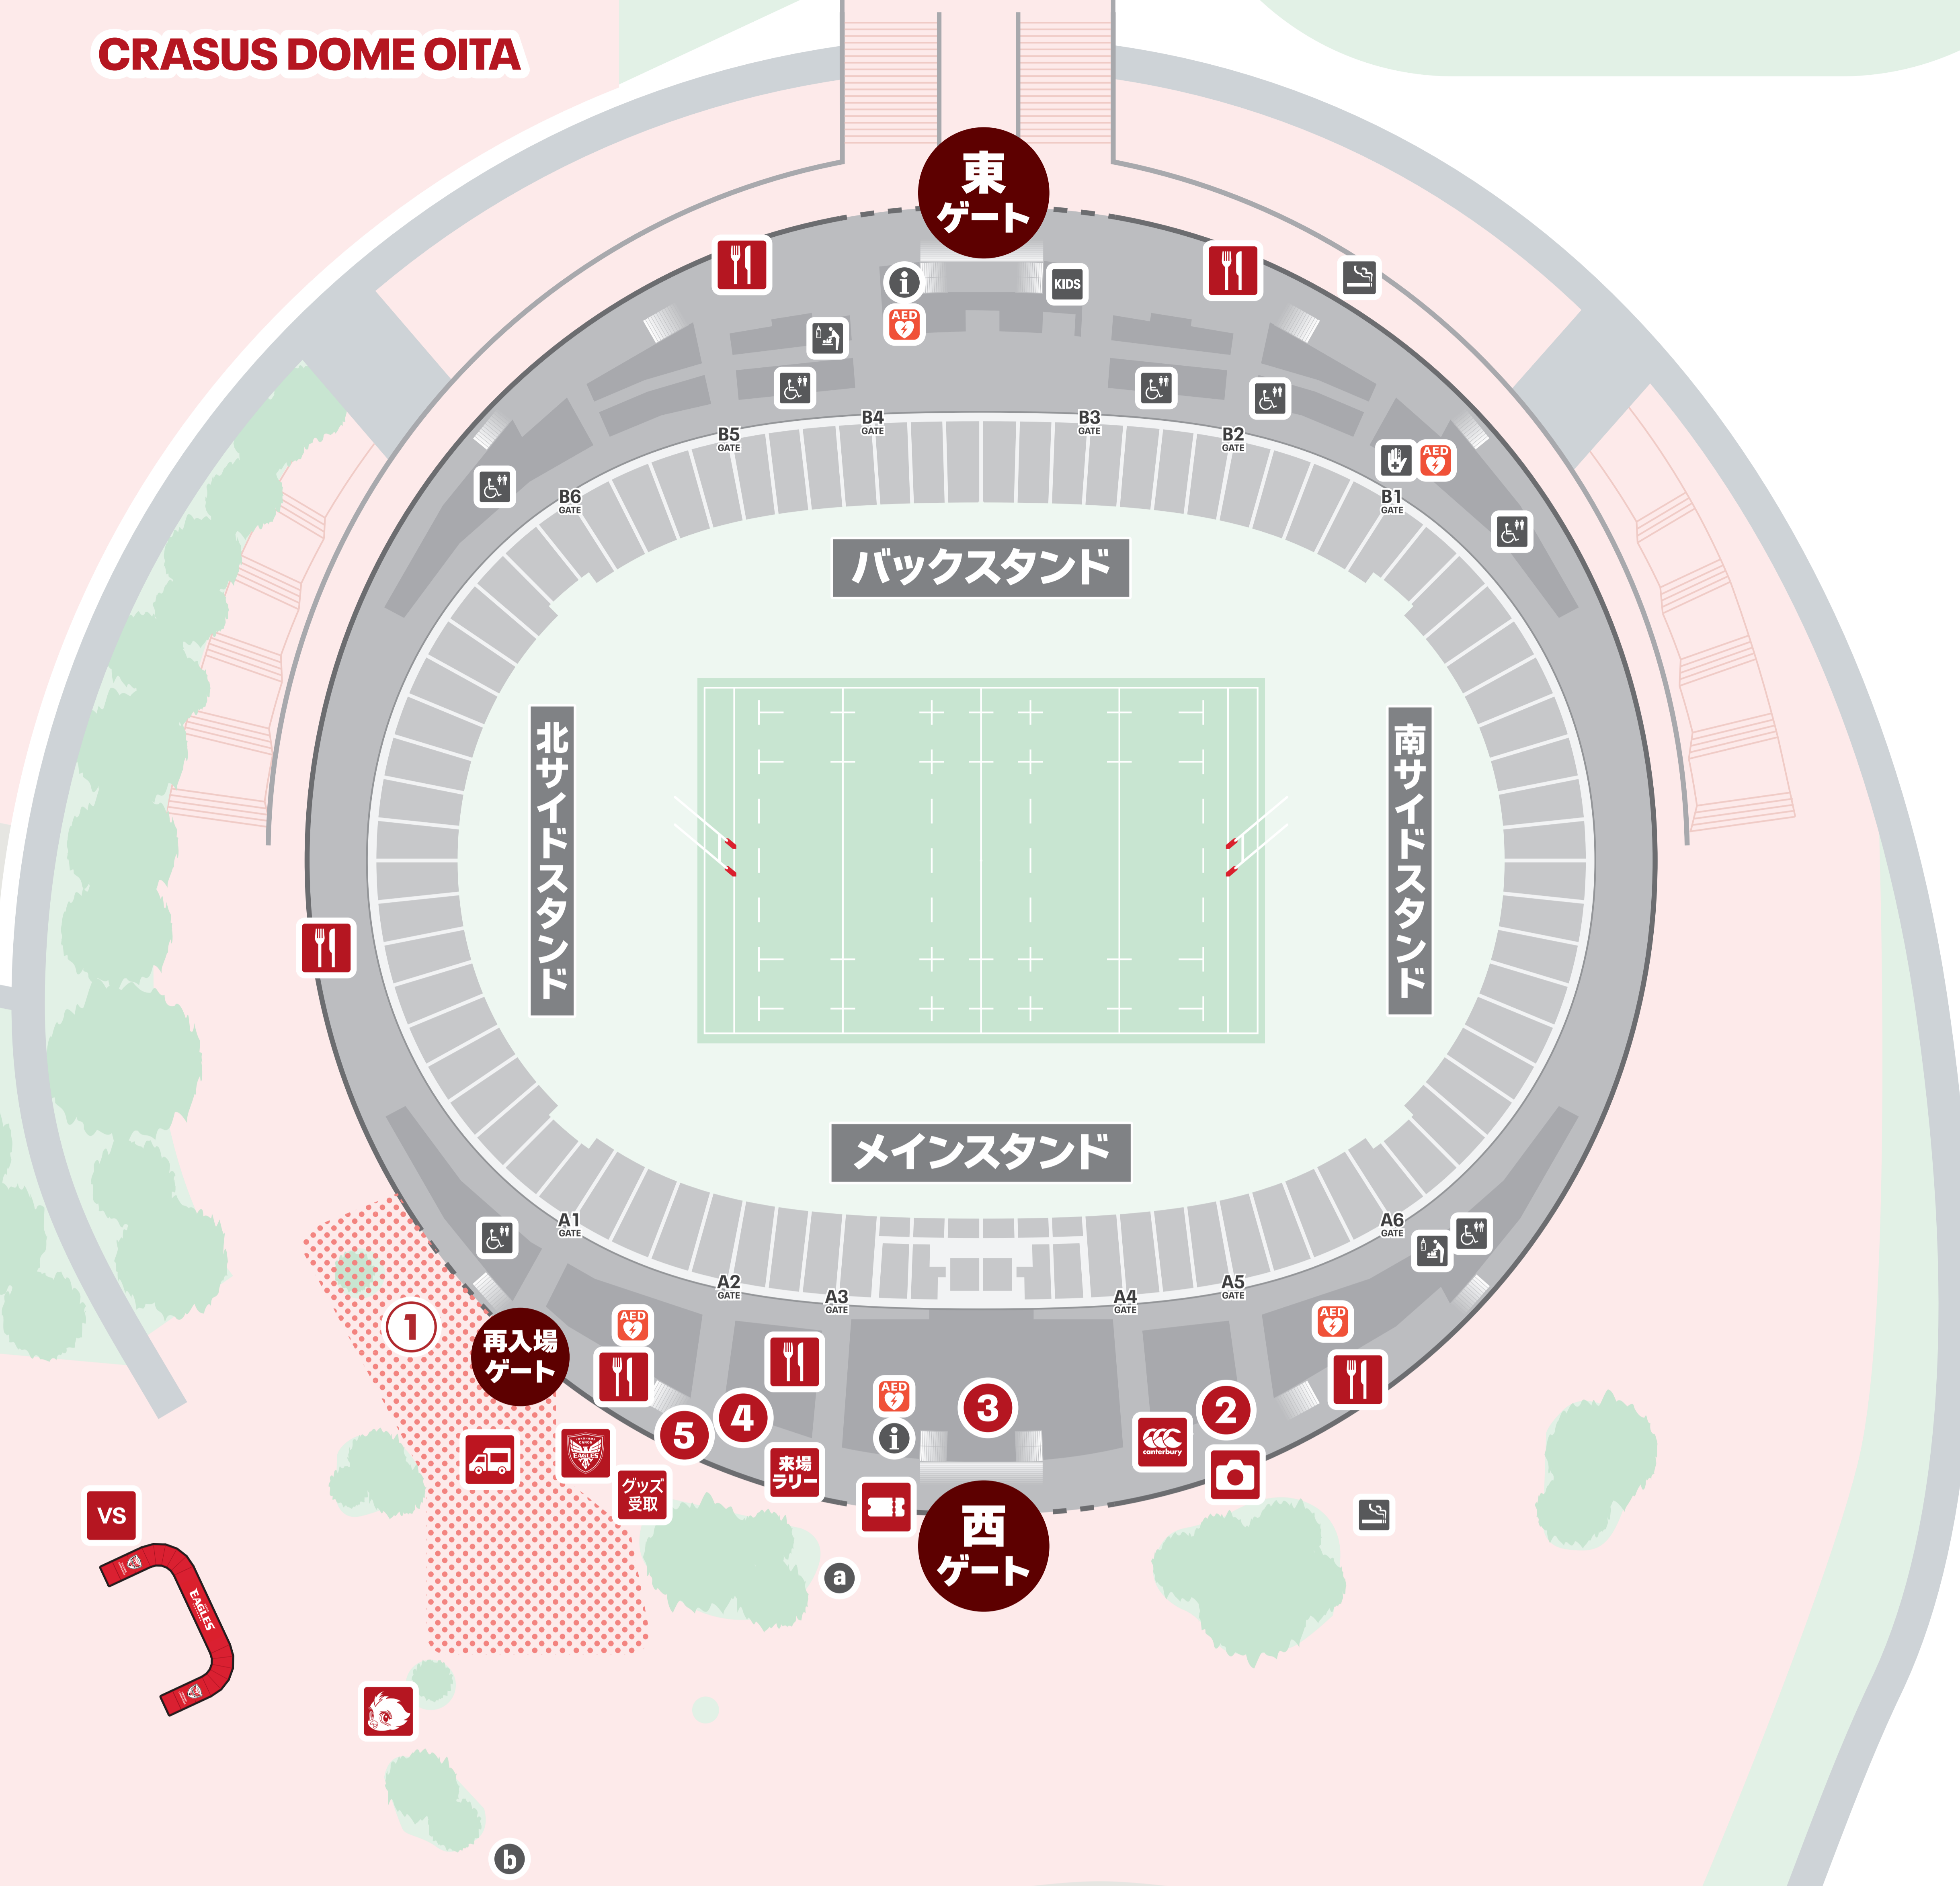 CRASUS DOME OITA
東
ゲート
KIDS
AED
B5
GATE
B4
GATE
B3
GATE
B2
GATE
AED
B6
GATE
B1
GATE
バックスタンド
北サイドスタンド
南サイドスタンド
メインスタンド
A1
GATE
A2
GATE
A3
GATE
A4
GATE
A5
GATE
A6
GATE
1
再入場
ゲート
AED
AED
AED
3
2
4
5
canterbury
EAGLES
グッズ
受取
来場
ラリー
VS
西
ゲート
a
EAGLES
b